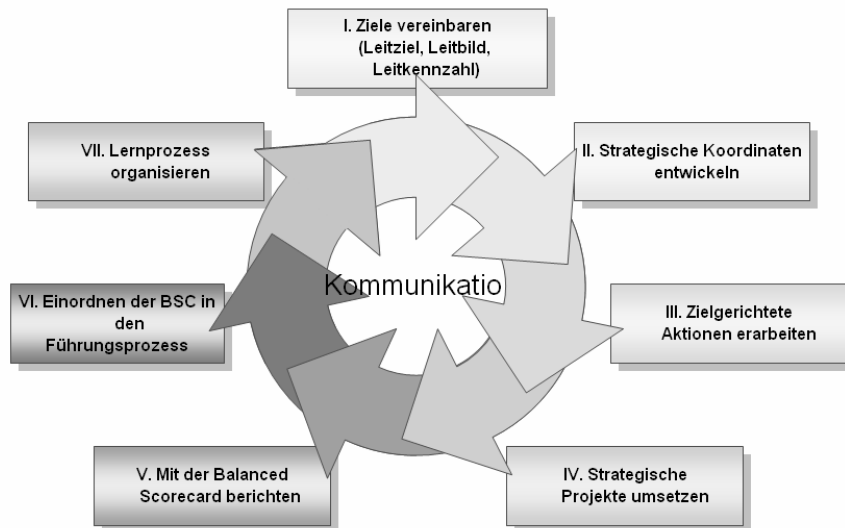 I. Ziele vereinbaren
(Leitziel, Leitbild,
Leitkennzahl)
II. Strategische Koordinaten
entwickeln
III. Zielgerichtete
Aktionen erarbeiten
IV. Strategische
Projekte umsetzen
V. Mit der Balanced
Scorecard berichten
VI. Einordnen der BSC in
den
Führungsprozess
VII. Lernprozess
organisieren
Kommunikatio